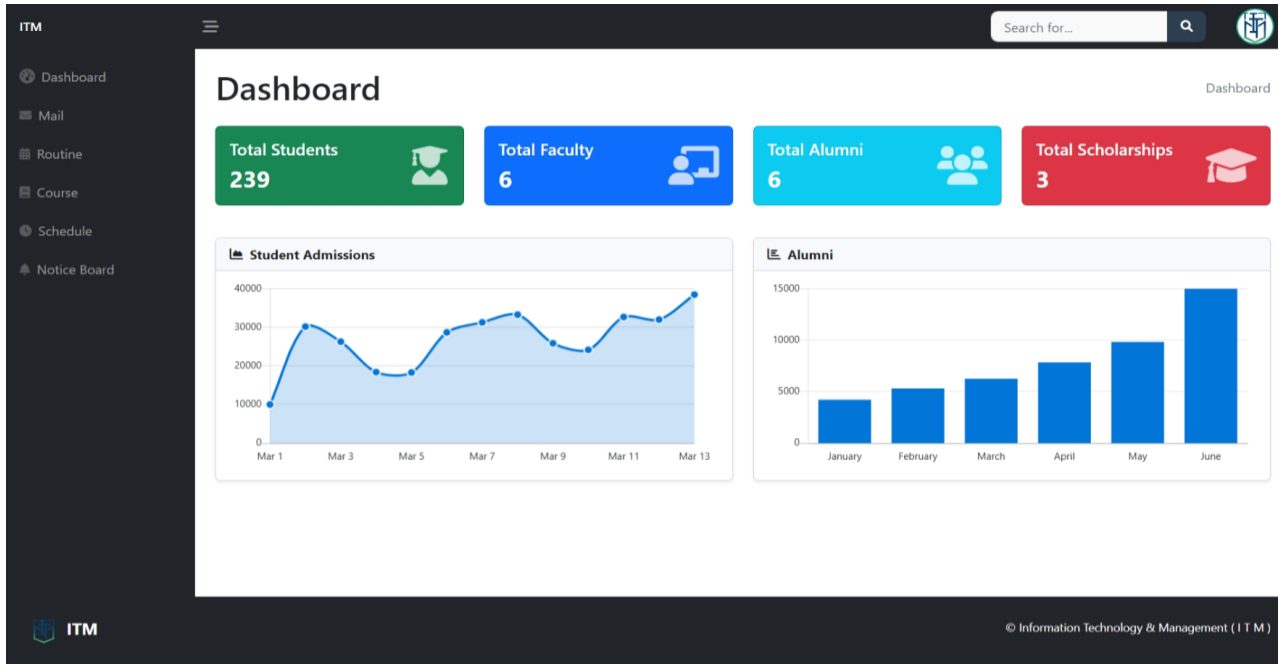 ITM
Search for...
Dashboard
Mail
Routine
Course
Schedule
Notice Board
Dashboard
Dashboard
Total Students
239
Total Faculty
6
Total Alumni
6
Total Scholarships
3
Student Admissions
40000
30000
20000
10000
0
Mar 1 Mar 3 Mar 5 Mar 7 Mar 9 Mar 11 Mar 13
Alumni
15000
10000
5000
0
January February March April May June
ITM
© Information Technology & Management ( I T M )